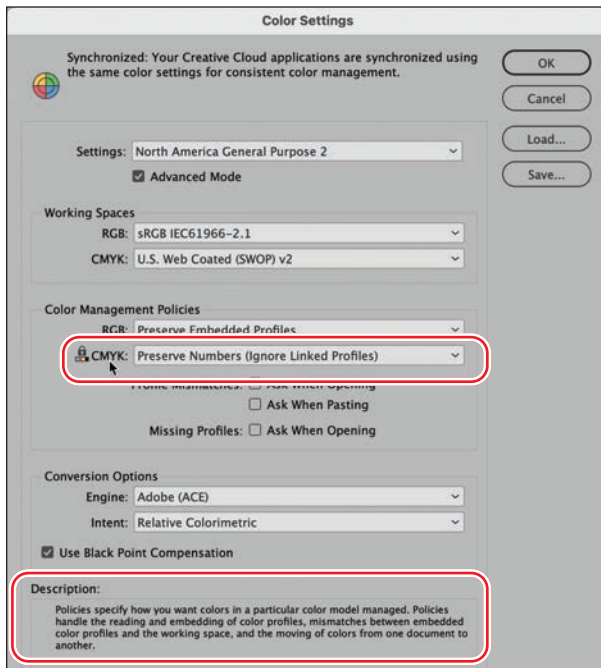 Color Settings
Synchronized: Your Creative Cloud applications are synchronized using
the same color settings for consistent color management.
OK
Cancel
Load...
Save...
Settings: North America General Purpose 2
Advanced Mode
Working Spaces
RGB: sRGB IEC61966-2.1
CMYK: U.S. Web Coated (SWOP) v2
Color Management Policies
RGB: Preserve Embedded Profiles
CMYK: Preserve Numbers (Ignore Linked Profiles)
Profile Mismatches: Ask When Opening
Ask When Pasting
Missing Profiles: Ask When Opening
Conversion Options
Engine: Adobe (ACE)
Intent: Relative Colorimetric
Use Black Point Compensation
Description:
Policies specify how you want colors in a particular color model managed. Policies
handle the reading and embedding of color profiles, mismatches between embedded
color profiles and the working space, and the moving of colors from one document to
another.